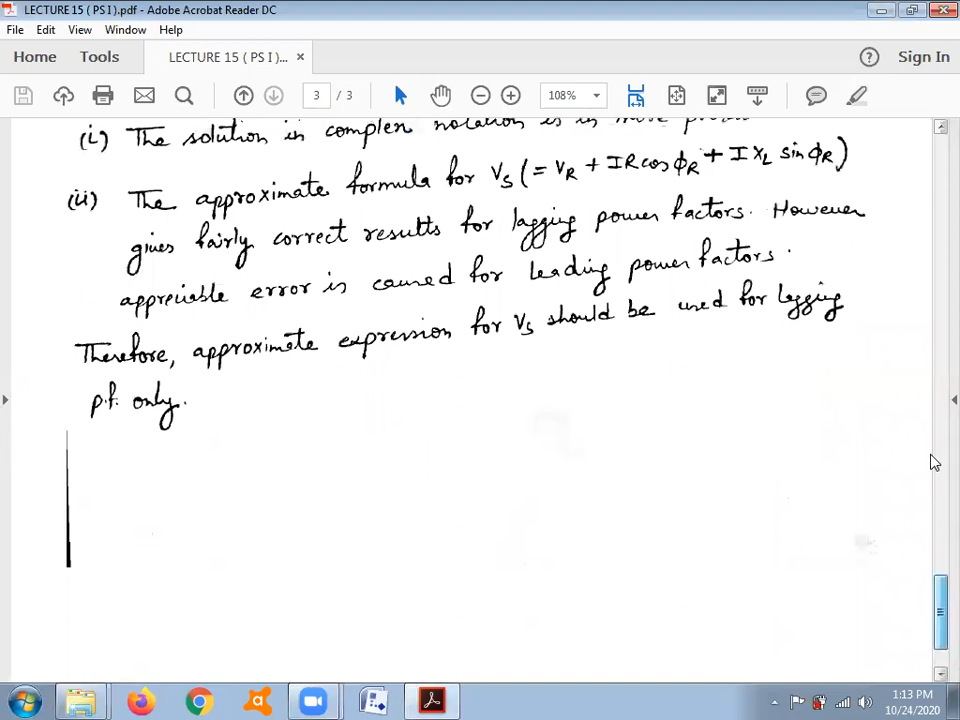 LECTURE 15 ( PS I ).pdf - Adobe Acrobat Reader DC
File Edit View Window Help
Home Tools LECTURE 15 ( PS I )... × Sign In
3 / 3 108%
(i) The solution in complex notation is in more
(ii) The approximate formula for VS (= VR + IR cos ϕR + I XL sin ϕR)
gives fairly correct results for lagging power factors. However
appreciable error is caused for leading power factors.
Therefore, approximate expression for VS should be used for lagging
p.f. only.
1:13 PM
10/24/2020